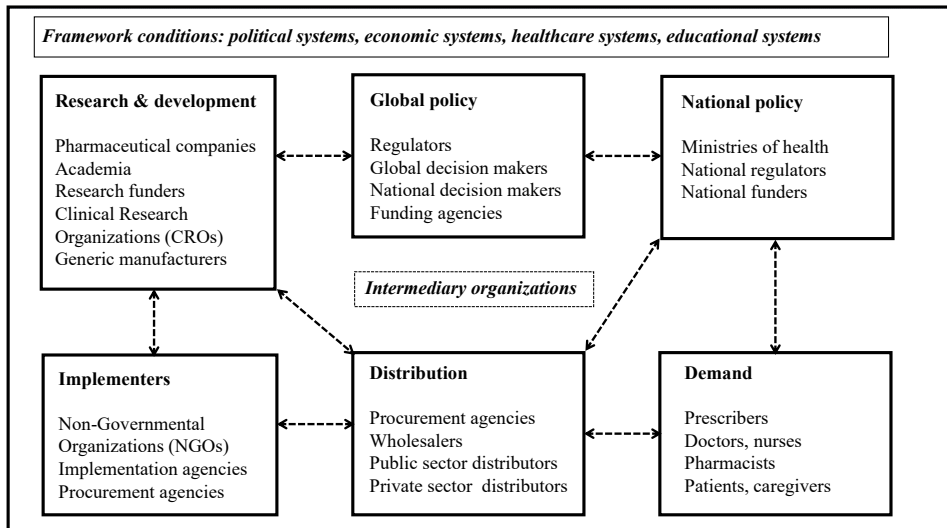 Framework conditions: political systems, economic systems, healthcare systems, educational systems
Research & development
Pharmaceutical companies
Academia
Research funders
Clinical Research
Organizations (CROs)
Generic manufacturers
Global policy
Regulators
Global decision makers
National decision makers
Funding agencies
National policy
Ministries of health
National regulators
National funders
Intermediary organizations
Implementers
Non-Governmental
Organizations (NGOs)
Implementation agencies
Procurement agencies
Distribution
Procurement agencies
Wholesalers
Public sector distributors
Private sector  distributors
Demand
Prescribers
Doctors, nurses
Pharmacists
Patients, caregivers